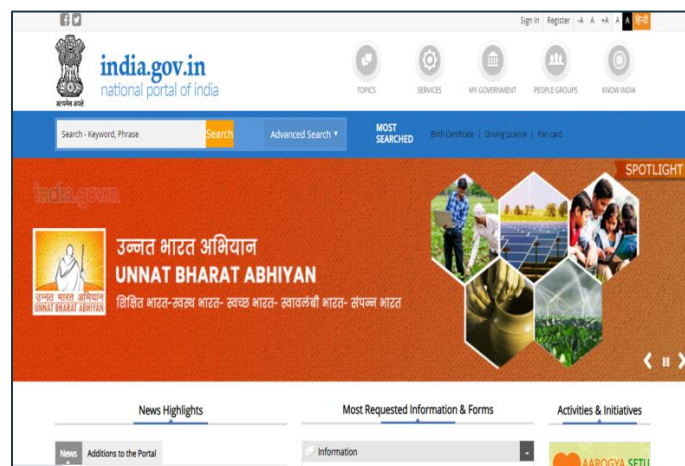 Sign In Register -A A +A A A हिन्दी
सत्यमेव जयते
india.gov.in
national portal of india
TOPICS SERVICES MY GOVERNMENT PEOPLE GROUPS KNOW INDIA
Search - Keyword, Phrase Search Advanced Search MOST SEARCHED Birth Certificate | Driving Licence | Pan card
SPOTLIGHT
india.gov.in
उन्नत भारत अभियान
UNNAT BHARAT ABHIYAN
शिक्षित भारत-स्वस्थ भारत- स्वच्छ भारत- स्वावलंबी भारत- संपन्न भारत
उन्नत भारत अभियान
UNNAT BHARAT ABHIYAN
News Highlights Most Requested Information & Forms Activities & Initiatives
News Additions to the Portal Information -
AAROGYA SETU